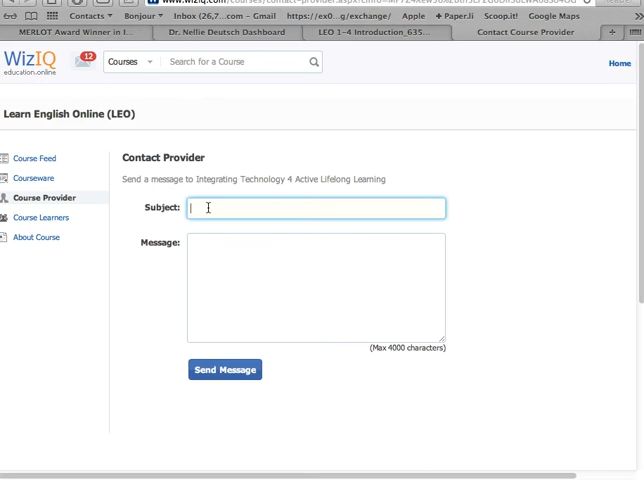 Contacts Bonjour Inbox (26,7... com – Gmail https://ex0...g/exchange/ Apple + Paper.li Scoop.it! Google Maps
MERLOT Award Winner in I... Dr. Nellie Deutsch Dashboard LEO 1–4 Introduction_635... Contact Course Provider
WizIQ
education.online
12
Courses
Search for a Course
Home
Learn English Online (LEO)
Course Feed
Courseware
Course Provider
Course Learners
About Course
Contact Provider
Send a message to Integrating Technology 4 Active Lifelong Learning
Subject:
Message:
(Max 4000 characters)
Send Message